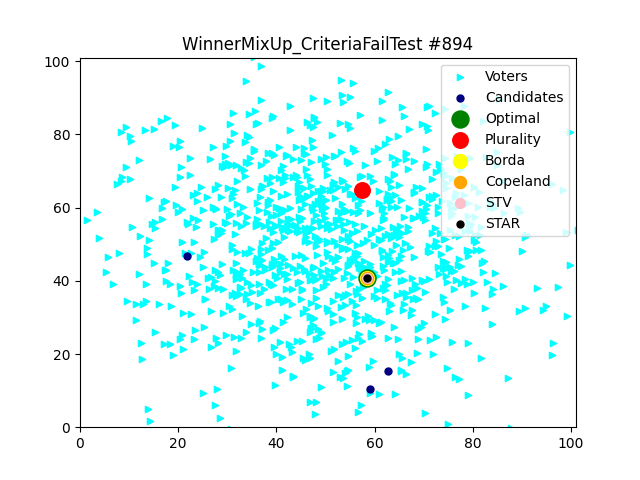 WinnerMixUp_CriteriaFailTest #894
100
80
60
40
20
0
0
20
40
60
80
100
Voters
Candidates
Optimal
Plurality
Borda
Copeland
STV
STAR